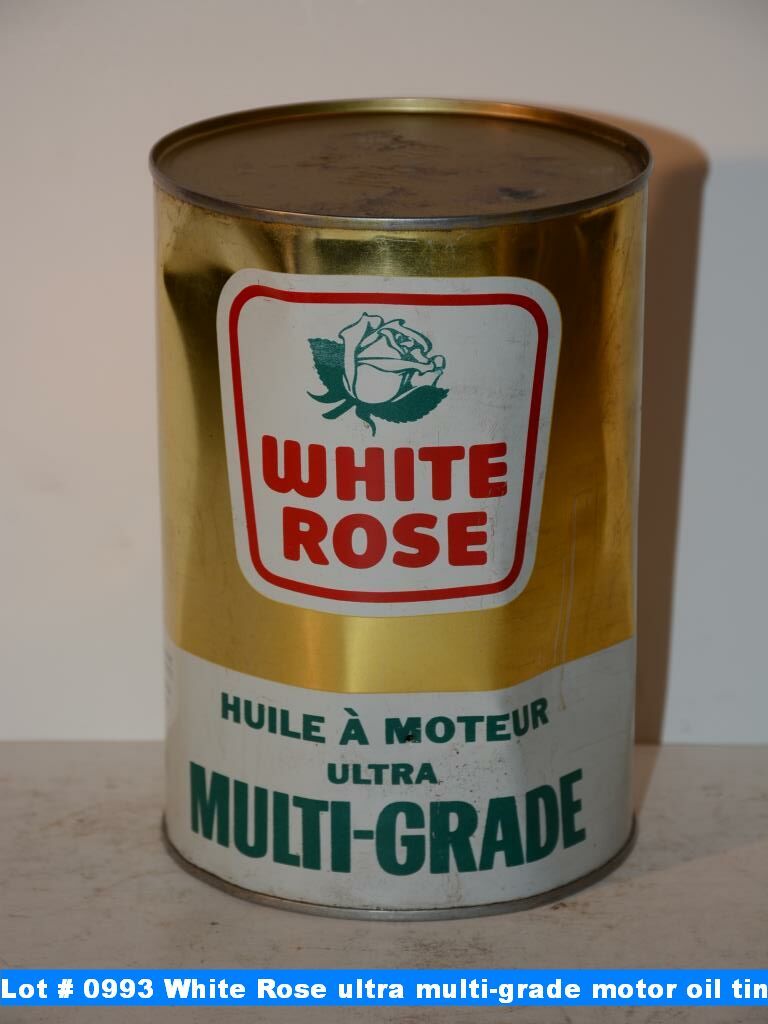 WHITE
ROSE
HUILE À MOTEUR
ULTRA
MULTI-GRADE
Lot # 0993 White Rose ultra multi-grade motor oil tin